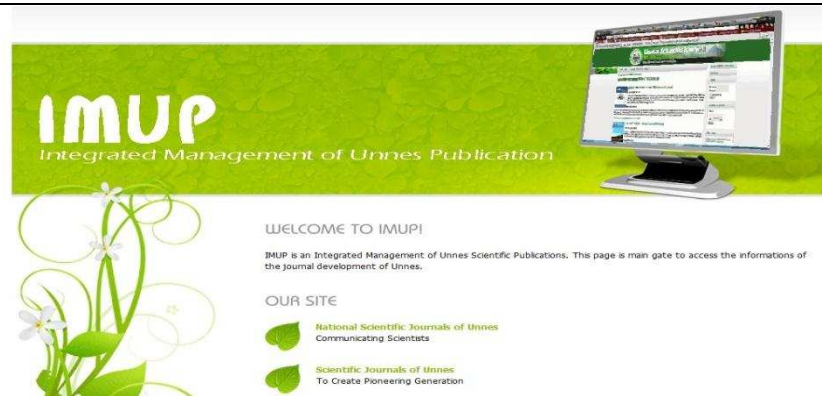 IMUP
Integrated Management of Unnes Publication
WELCOME TO IMUP!
IMUP is an Integrated Management of Unnes Scientific Publications. This page is main gate to access the informations of
the journal development of Unnes.
OUR SITE
National Scientific Journals of Unnes
Communicating Scientists
Scientific Journals of Unnes
To Create Pioneering Generation